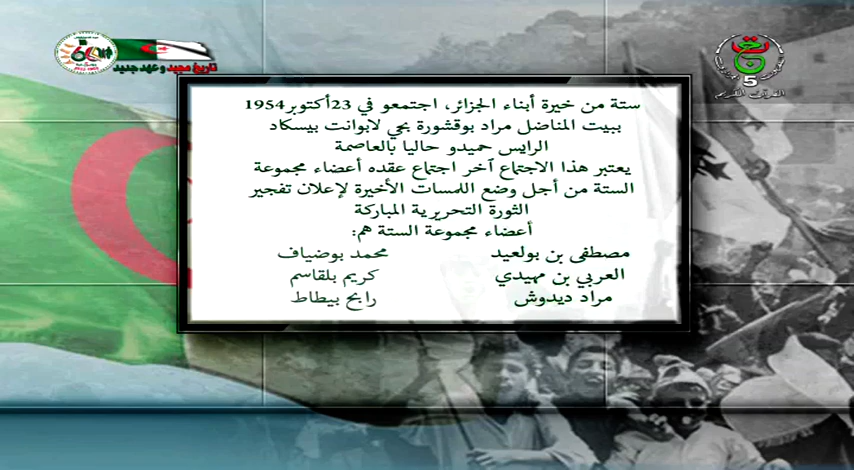 تاريخ مجيد وعهد جديد
5
القرآن الكريم
ستة من خيرة أبناء الجزائر، اجتمعو في 23أكتوبر1954
ببيت المناضل مراد بوقشورة بحي لابوانت بيسكاد
الرايس حميدو حاليا بالعاصمة
يعتبر هذا الاجتماع آخر اجتماع عقده أعضاء مجموعة
الستة من أجل وضع اللمسات الأخيرة لإعلان تفجير
الثورة التحريرية المباركة
أعضاء مجموعة الستة هم:
مصطفى بن بولعيد محمد بوضياف
العربي بن مهيدي كريم بلقاسم
مراد ديدوش رابح بيطاط